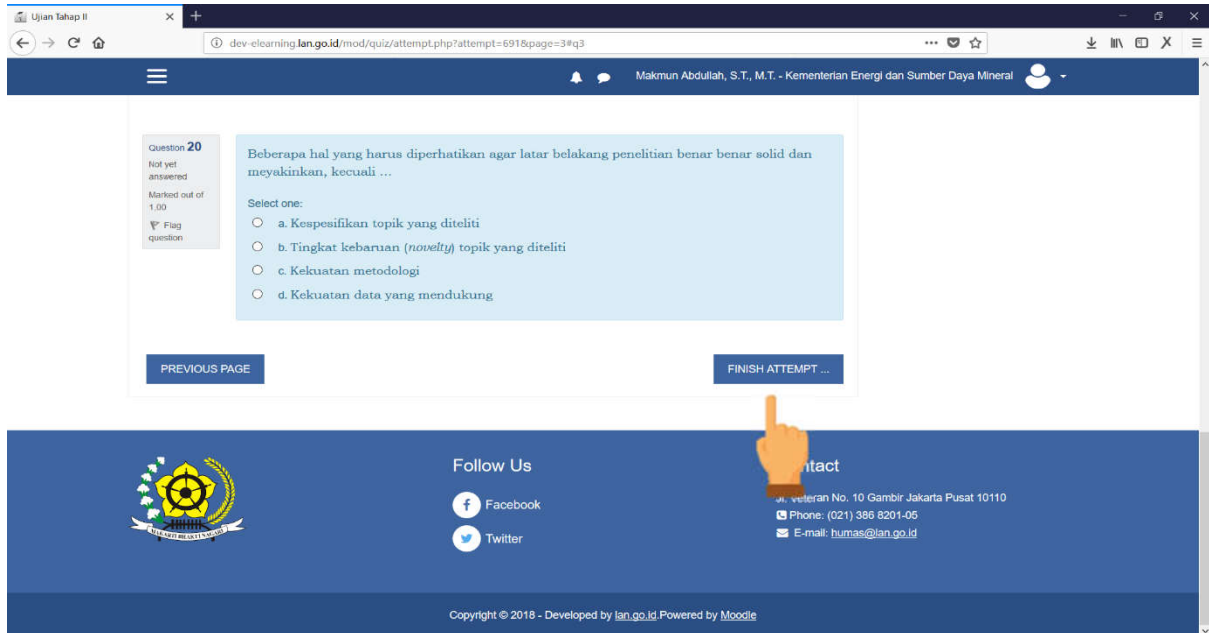 Ujian Tahap II
dev-elearning.lan.go.id/mod/quiz/attempt.php?attempt=691&page=3#q3
Makmun Abdullah, S.T., M.T. - Kementerian Energi dan Sumber Daya Mineral
Question 20
Not yet
answered
Marked out of
1,00
Flag
question
Beberapa hal yang harus diperhatikan agar latar belakang penelitian benar benar solid dan
meyakinkan, kecuali ...
Select one:
a. Kespesifikan topik yang diteliti
b. Tingkat kebaruan (novelty) topik yang diteliti
c. Kekuatan metodologi
d. Kekuatan data yang mendukung
PREVIOUS PAGE
FINISH ATTEMPT ...
MAKARTI BHAKTI NAGARI
Follow Us
Facebook
Twitter
ntact
Jl. Veteran No. 10 Gambir Jakarta Pusat 10110
Phone: (021) 386 8201-05
E-mail: humas@lan.go.id
Copyright © 2018 - Developed by lan.go.id.Powered by Moodle